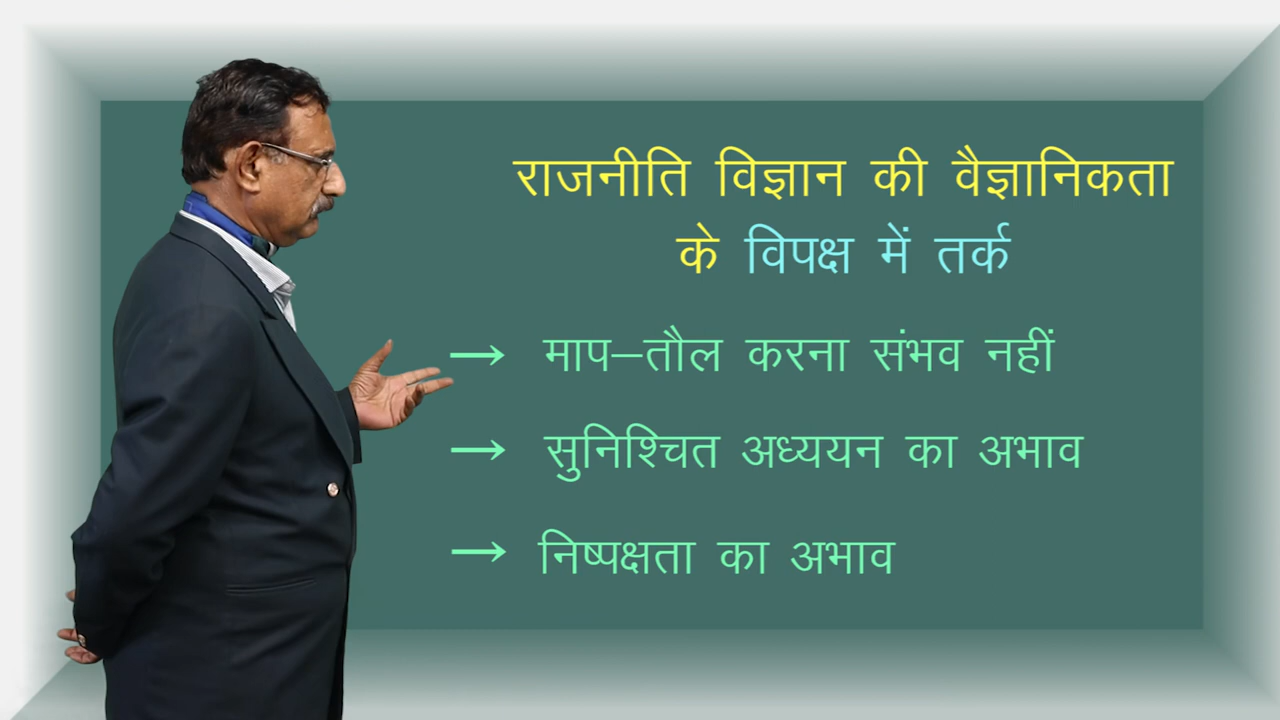 राजनीति विज्ञान की वैज्ञानिकता
के विपक्ष में तर्क
→ माप–तौल करना संभव नहीं
→ सुनिश्चित अध्ययन का अभाव
→ निष्पक्षता का अभाव